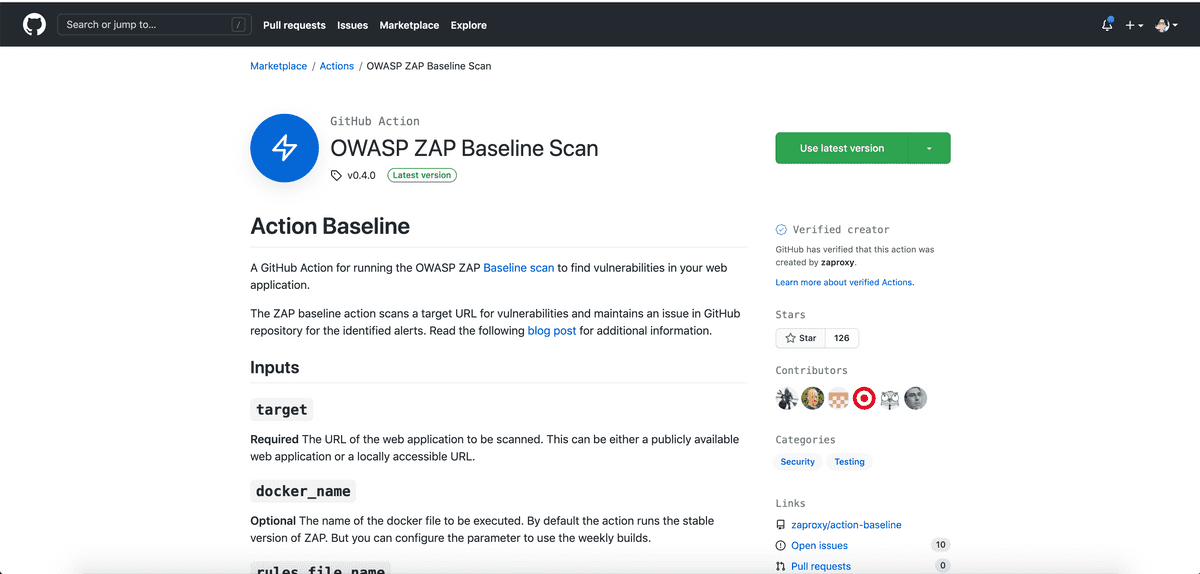 Search or jump to... /
Pull requests Issues Marketplace Explore
Marketplace / Actions / OWASP ZAP Baseline Scan
GitHub Action
OWASP ZAP Baseline Scan
v0.4.0 Latest version
Use latest version
Action Baseline
A GitHub Action for running the OWASP ZAP Baseline scan to find vulnerabilities in your web
application.
The ZAP baseline action scans a target URL for vulnerabilities and maintains an issue in GitHub
repository for the identified alerts. Read the following blog post for additional information.
Inputs
target
Required The URL of the web application to be scanned. This can be either a publicly available
web application or a locally accessible URL.
docker_name
Optional The name of the docker file to be executed. By default the action runs the stable
version of ZAP. But you can configure the parameter to use the weekly builds.
rules_file_name
Verified creator
GitHub has verified that this action was
created by zaproxy.
Learn more about verified Actions.
Stars
Star 126
Contributors
Categories
Security Testing
Links
zaproxy/action-baseline
Open issues 10
Pull requests 0